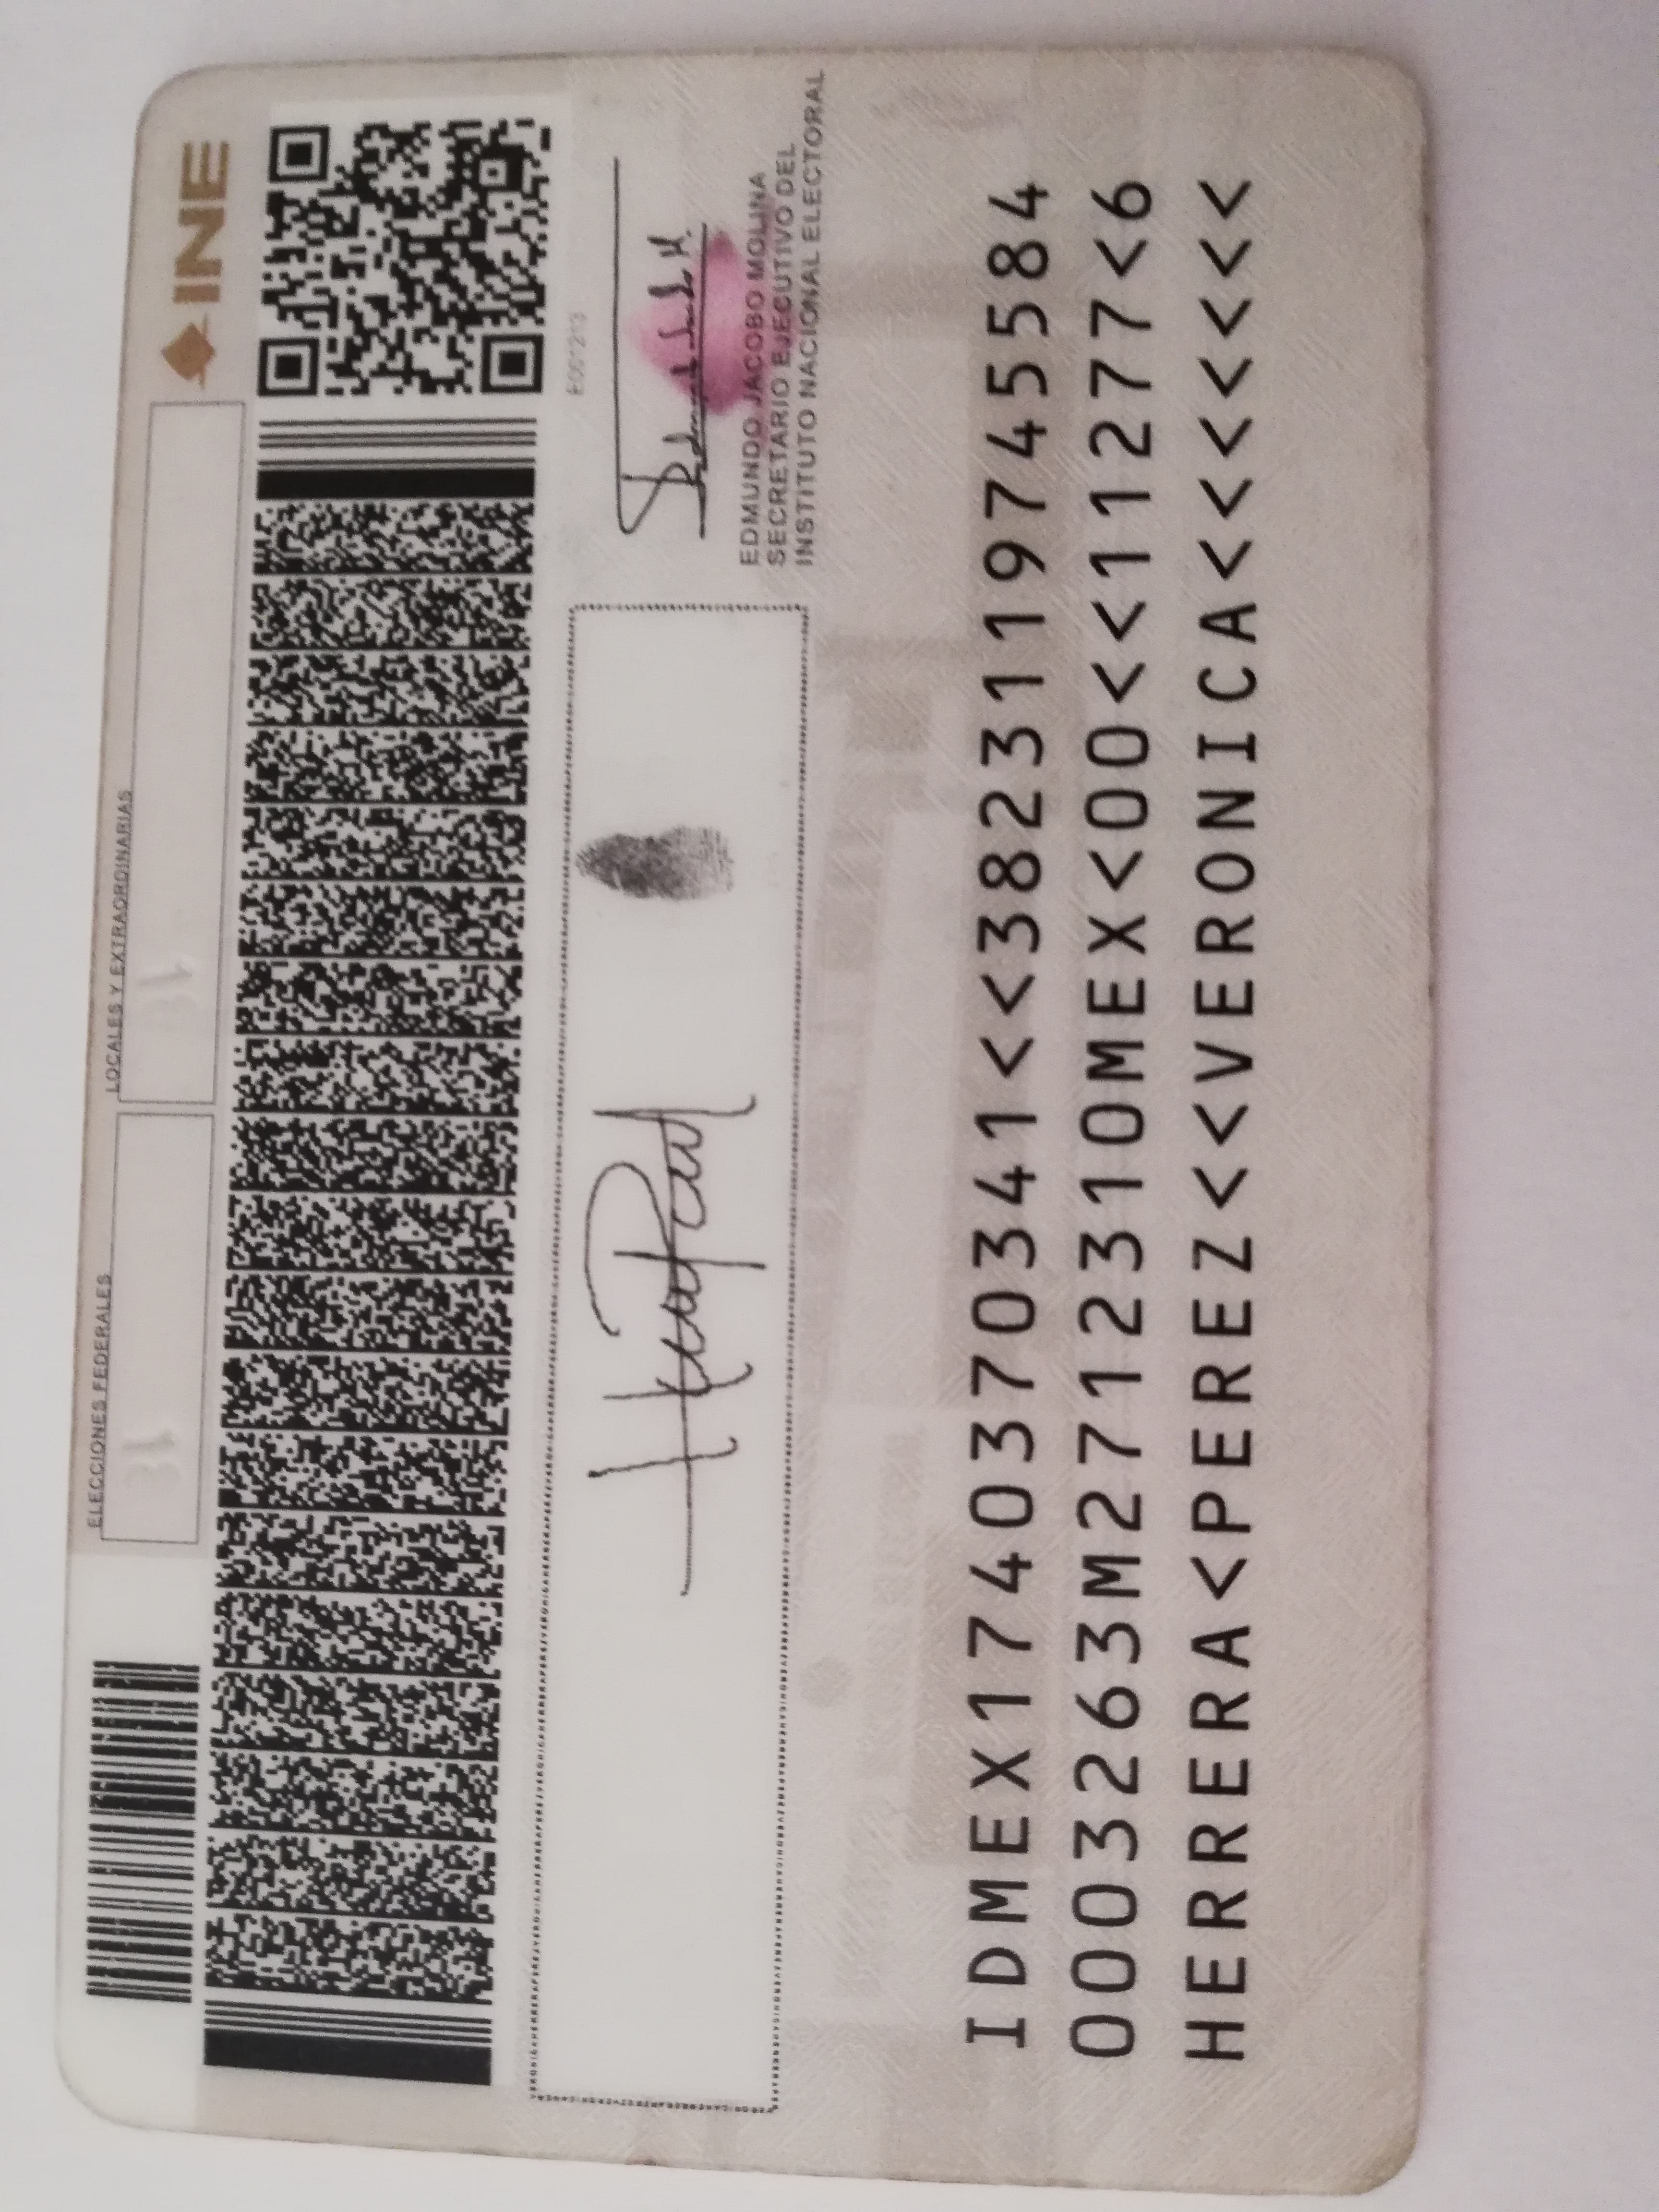 INE
ELECCIONES FEDERALES
LOCALES Y EXTRAORDINARIAS
EDMUNDO JACOBO MOLINA
SECRETARIO EJECUTIVO DEL
INSTITUTO NACIONAL ELECTORAL
IDMEX1740370341<<3823119745584
0003263M2712310MEX<00<<11277<6
HERRERA<PEREZ<<VERONICA<<<<<<<